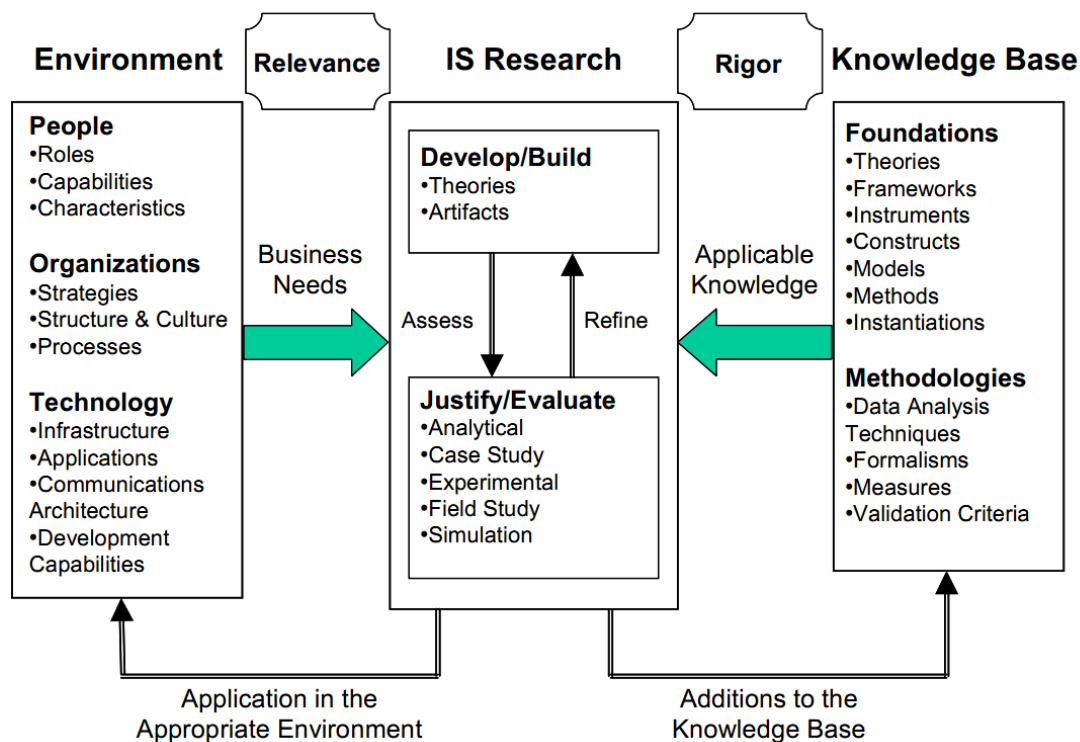 Environment
Relevance
IS Research
Rigor
Knowledge Base
People
•Roles
•Capabilities
•Characteristics
Organizations
•Strategies
•Structure & Culture
•Processes
Technology
•Infrastructure
•Applications
•Communications
Architecture
•Development
Capabilities
Business
Needs
Develop/Build
•Theories
•Artifacts
Assess
Refine
Justify/Evaluate
•Analytical
•Case Study
•Experimental
•Field Study
•Simulation
Applicable
Knowledge
Foundations
•Theories
•Frameworks
•Instruments
•Constructs
•Models
•Methods
•Instantiations
Methodologies
•Data Analysis
Techniques
•Formalisms
•Measures
•Validation Criteria
Application in the
Appropriate Environment
Additions to the
Knowledge Base